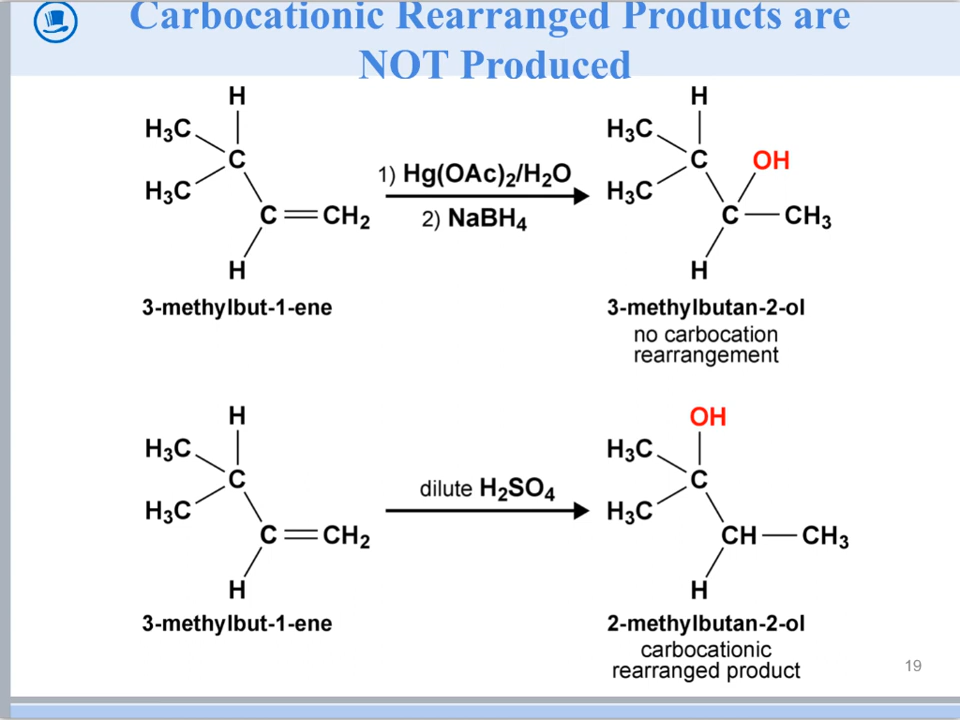 Carbocationic Rearranged Products are
NOT Produced
H
H₃C
C
H₃C
C=CH₂
H
3-methylbut-1-ene
1) Hg(OAc)₂/H₂O
2) NaBH₄
H
H₃C
C
OH
H₃C
C—CH₃
H
3-methylbutan-2-ol
no carbocation
rearrangement
H
H₃C
C
H₃C
C=CH₂
H
3-methylbut-1-ene
dilute H₂SO₄
OH
H₃C
C
H₃C
CH—CH₃
H
2-methylbutan-2-ol
carbocationic
rearranged product
19